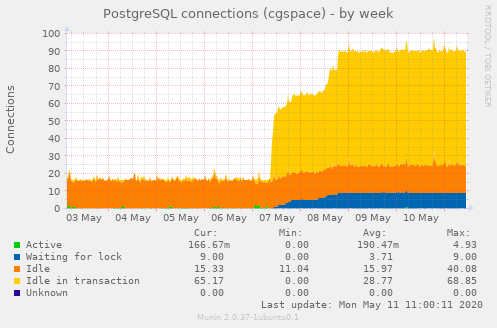 PostgreSQL connections (cgspace) - by week
RRDTOOL / TOBI OETIKER
Connections
100
90
80
70
60
50
40
30
20
10
0
03 May 04 May 05 May 06 May 07 May 08 May 09 May 10 May
Cur: Min: Avg: Max:
Active 166.67m 0.00 190.47m 4.93
Waiting for lock 9.00 0.00 3.71 9.00
Idle 15.33 11.04 15.97 40.08
Idle in transaction 65.17 0.00 28.77 68.85
Unknown 0.00 0.00 0.00 0.00
Last update: Mon May 11 11:00:11 2020
Munin 2.0.37-1ubuntu0.1